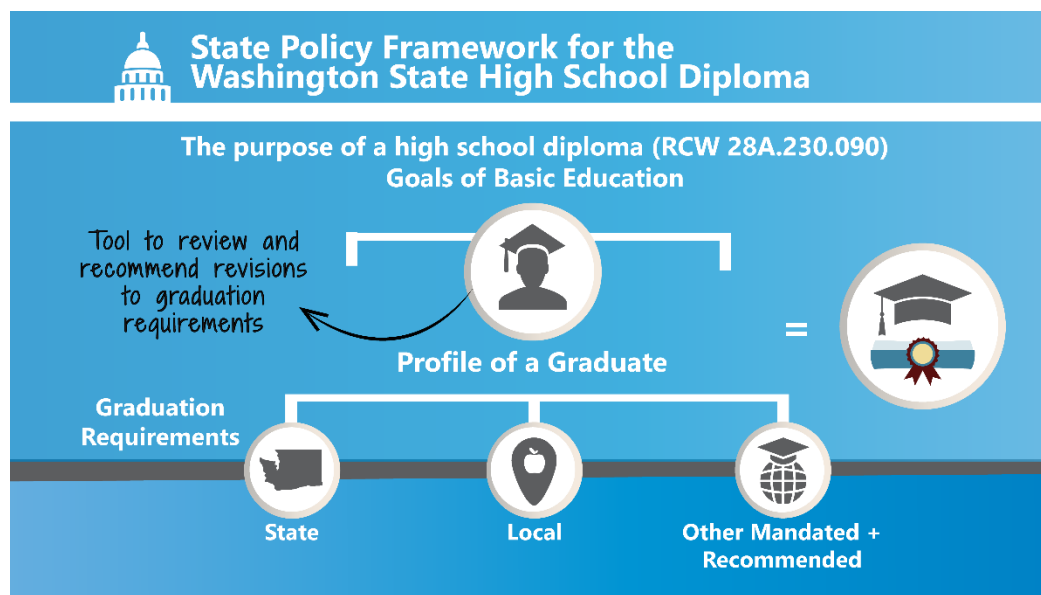 State Policy Framework for the
Washington State High School Diploma
The purpose of a high school diploma (RCW 28A.230.090)
Goals of Basic Education
Tool to review and
recommend revisions
to graduation
requirements
=
Profile of a Graduate
Graduation
Requirements
State
Local
Other Mandated +
Recommended